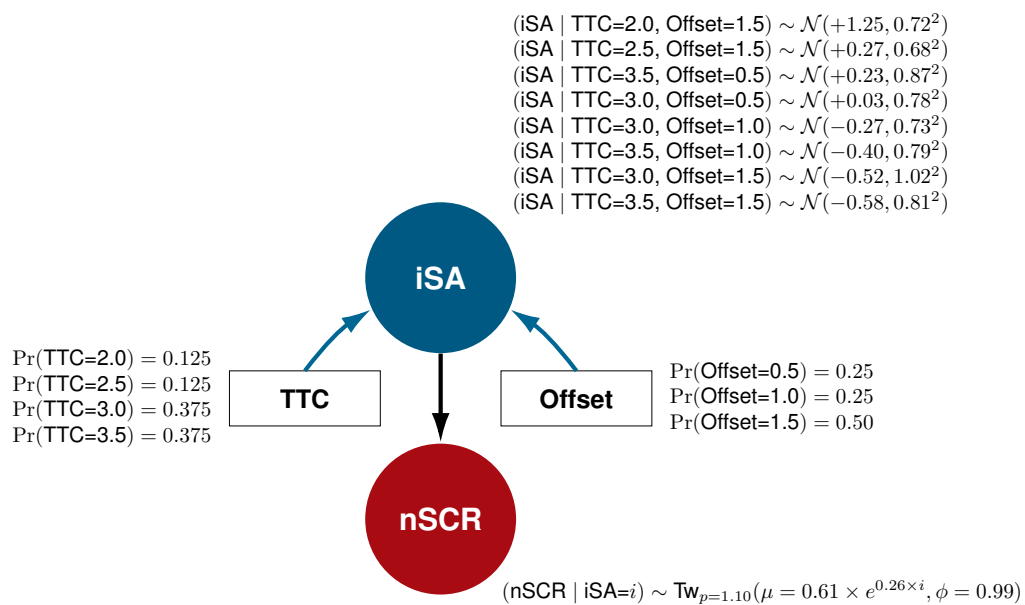 (iSA | TTC=2.0, Offset=1.5) ∼ 𝒩(+1.25, 0.72²)
(iSA | TTC=2.5, Offset=1.5) ∼ 𝒩(+0.27, 0.68²)
(iSA | TTC=3.5, Offset=0.5) ∼ 𝒩(+0.23, 0.87²)
(iSA | TTC=3.0, Offset=0.5) ∼ 𝒩(+0.03, 0.78²)
(iSA | TTC=3.0, Offset=1.0) ∼ 𝒩(−0.27, 0.73²)
(iSA | TTC=3.5, Offset=1.0) ∼ 𝒩(−0.40, 0.79²)
(iSA | TTC=3.0, Offset=1.5) ∼ 𝒩(−0.52, 1.02²)
(iSA | TTC=3.5, Offset=1.5) ∼ 𝒩(−0.58, 0.81²)
iSA
Pr(TTC=2.0) = 0.125
Pr(TTC=2.5) = 0.125
Pr(TTC=3.0) = 0.375
Pr(TTC=3.5) = 0.375
TTC
Offset
Pr(Offset=0.5) = 0.25
Pr(Offset=1.0) = 0.25
Pr(Offset=1.5) = 0.50
nSCR
(nSCR | iSA=i) ∼ Tw_{p=1.10}(μ = 0.61 × e^{0.26×i}, ϕ = 0.99)